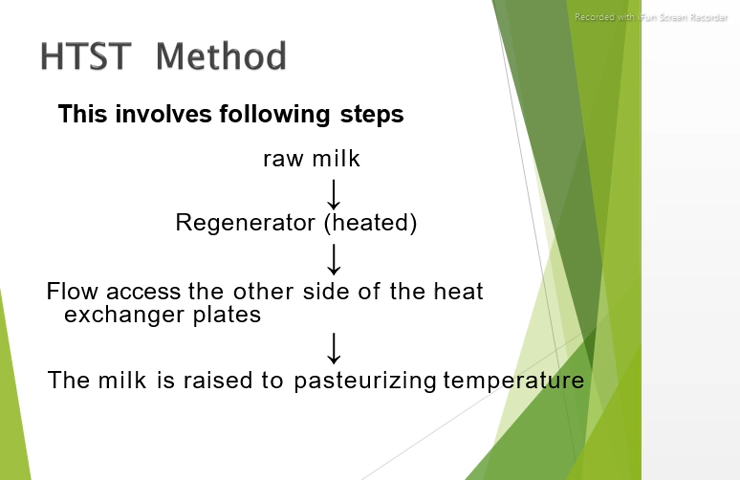 Recorded with iFun Screen Recorder
HTST Method
This involves following steps
raw milk
↓
Regenerator (heated)
↓
Flow access the other side of the heat
exchanger plates
↓
The milk is raised to pasteurizing temperature